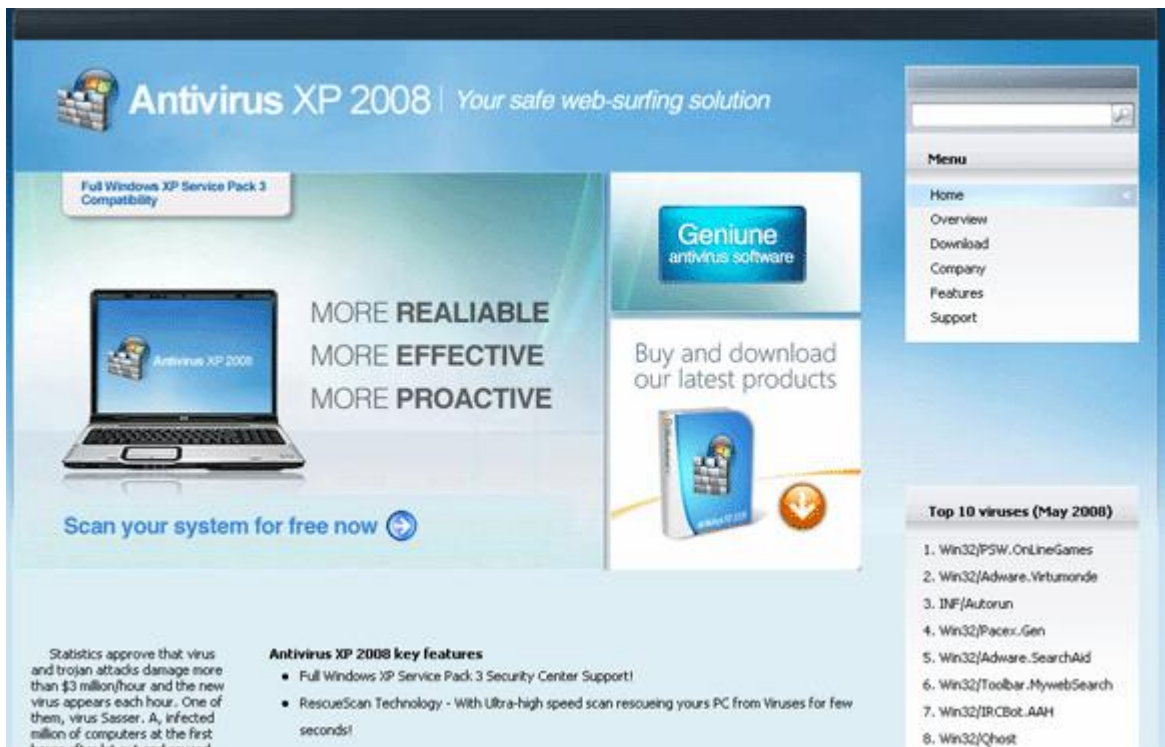 Antivirus XP 2008 | Your safe web-surfing solution
Full Windows XP Service Pack 3
Compatibility
Antivirus XP 2008
MORE REALIABLE
MORE EFFECTIVE
MORE PROACTIVE
Scan your system for free now
Geniune
antivirus software
Buy and download
our latest products
Menu
Home
Overview
Download
Company
Features
Support
Top 10 viruses (May 2008)
1. Win32/PSW.OnLineGames
2. Win32/Adware.Virtumonde
3. INF/Autorun
4. Win32/Pacex.Gen
5. Win32/Adware.SearchAid
6. Win32/Toolbar.MywebSearch
7. Win32/IRCBot.AAH
8. Win32/Qhost
Statistics approve that virus
and trojan attacks damage more
than $3 million/hour and the new
virus appears each hour. One of
them, virus Sasser. A, infected
million of computers at the first
Antivirus XP 2008 key features
• Full Windows XP Service Pack 3 Security Center Support!
• RescueScan Technology - With Ultra-high speed scan rescueing yours PC from Viruses for few
seconds!